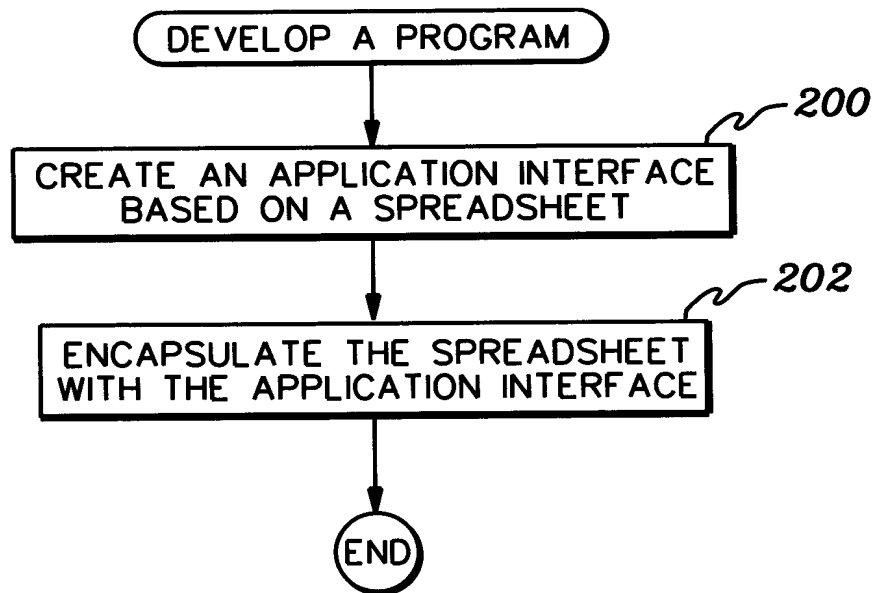 DEVELOP A PROGRAM
200
CREATE AN APPLICATION INTERFACE
BASED ON A SPREADSHEET
202
ENCAPSULATE THE SPREADSHEET
WITH THE APPLICATION INTERFACE
END